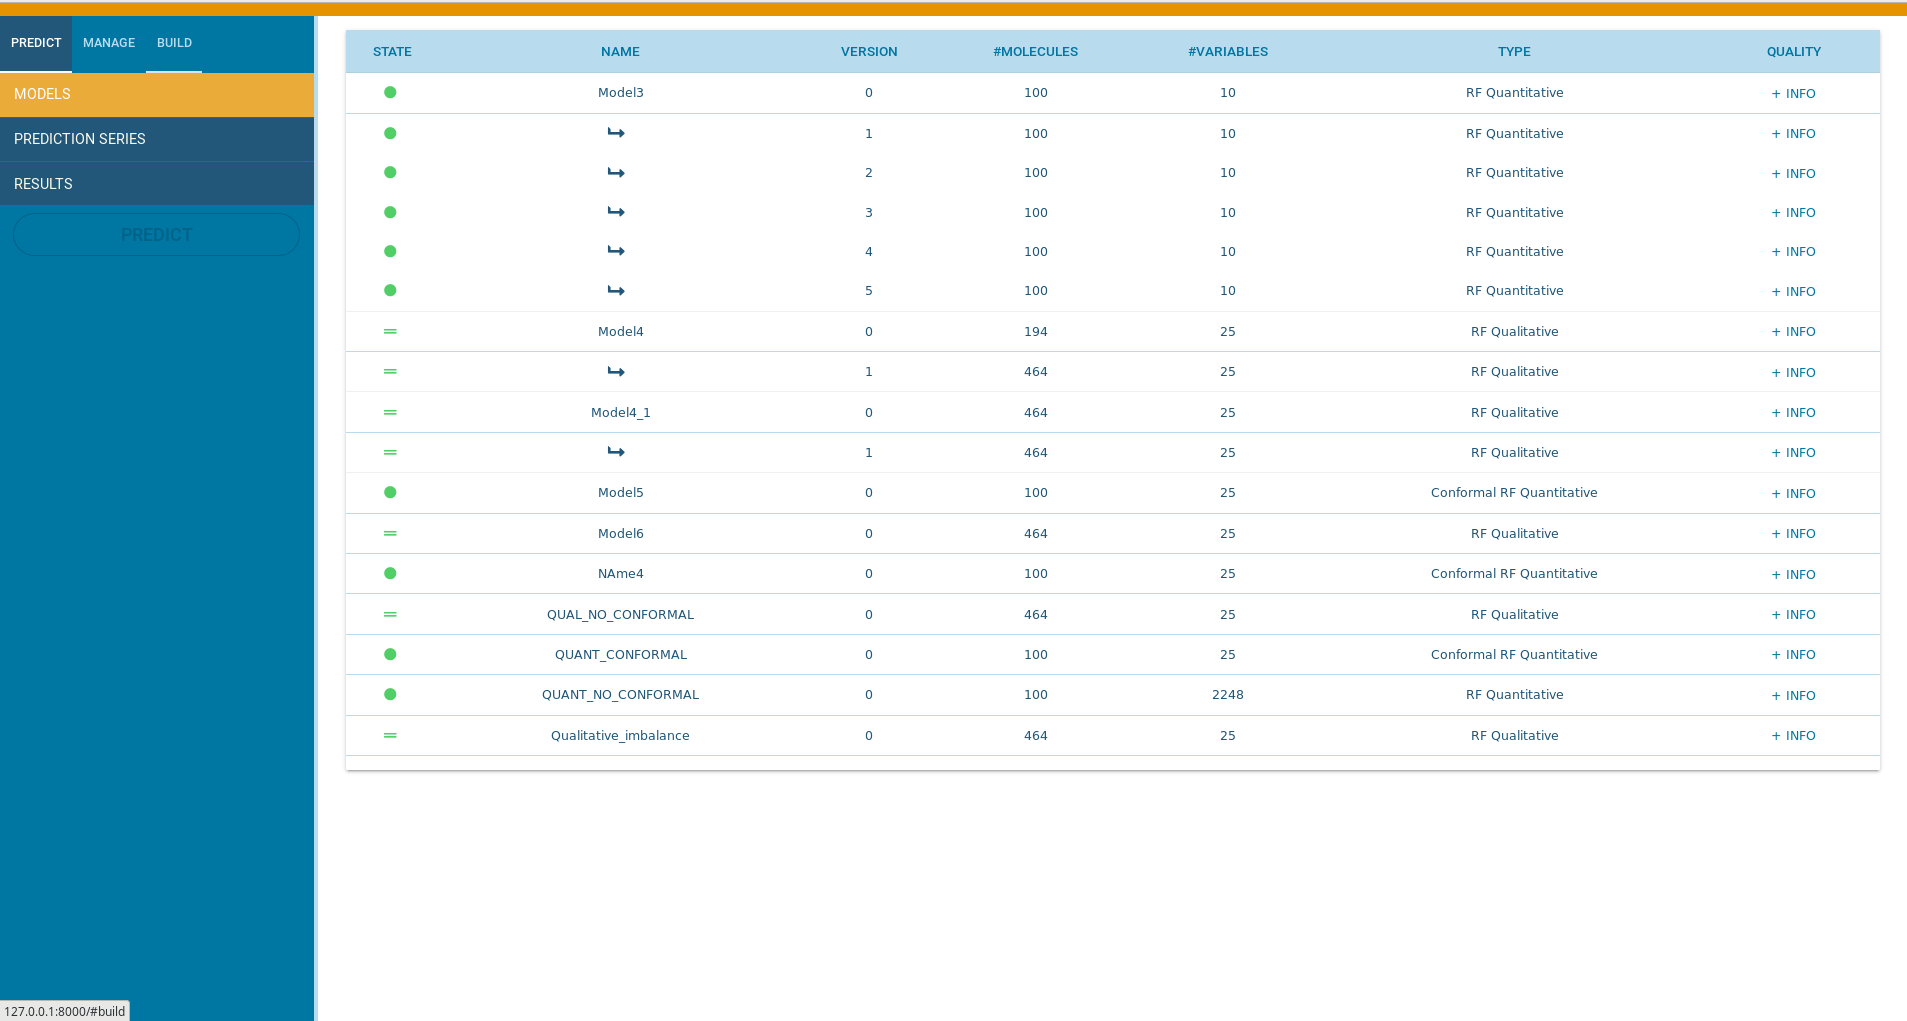 PREDICT MANAGE BUILD
MODELS
PREDICTION SERIES
RESULTS
PREDICT
STATE NAME VERSION #MOLECULES #VARIABLES TYPE QUALITY
Model3 0 100 10 RF Quantitative + INFO
1 100 10 RF Quantitative + INFO
2 100 10 RF Quantitative + INFO
3 100 10 RF Quantitative + INFO
4 100 10 RF Quantitative + INFO
5 100 10 RF Quantitative + INFO
Model4 0 194 25 RF Qualitative + INFO
1 464 25 RF Qualitative + INFO
Model4_1 0 464 25 RF Qualitative + INFO
1 464 25 RF Qualitative + INFO
Model5 0 100 25 Conformal RF Quantitative + INFO
Model6 0 464 25 RF Qualitative + INFO
NAme4 0 100 25 Conformal RF Quantitative + INFO
QUAL_NO_CONFORMAL 0 464 25 RF Qualitative + INFO
QUANT_CONFORMAL 0 100 25 Conformal RF Quantitative + INFO
QUANT_NO_CONFORMAL 0 100 2248 RF Quantitative + INFO
Qualitative_imbalance 0 464 25 RF Qualitative + INFO
127.0.0.1:8000/#build